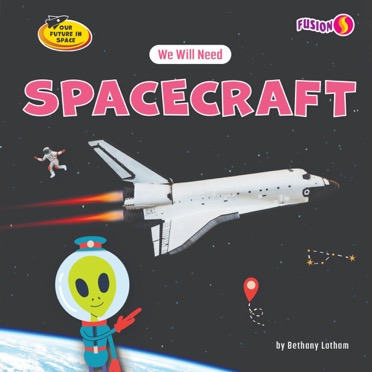 OUR
FUTURE IN
SPACE
FUSION
We Will Need
SPACECRAFT
by Bethany Latham